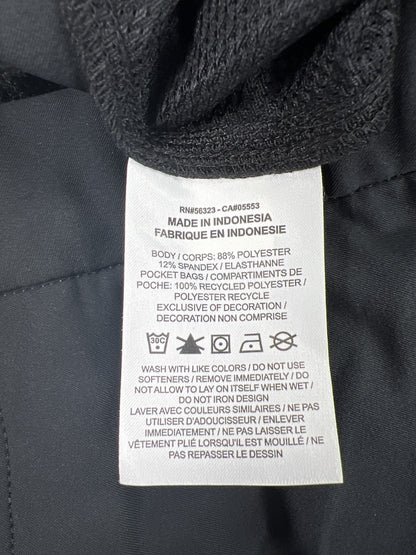 RN#56323 - CA#05553
MADE IN INDONESIA
FABRIQUE EN INDONESIE
BODY / CORPS: 88% POLYESTER
12% SPANDEX / ELASTHANNE
POCKET BAGS / COMPARTIMENTS DE
POCHE: 100% RECYCLED POLYESTER /
POLYESTER RECYCLE
EXCLUSIVE OF DECORATION /
DECORATION NON COMPRISE
30C
WASH WITH LIKE COLORS / DO NOT USE
SOFTENERS / REMOVE IMMEDIATELY / DO
NOT ALLOW TO LAY ON ITSELF WHEN WET /
DO NOT IRON DESIGN
LAVER AVEC COULEURS SIMILAIRES / NE PAS
UTILISER D'ADOUCISSEUR / ENLEVER
IMMEDIATEMENT / NE PAS LAISSER LE
VÊTEMENT PLIÉ LORSQU'IL EST MOUILLÉ / NE
PAS REPASSER LE DESSIN